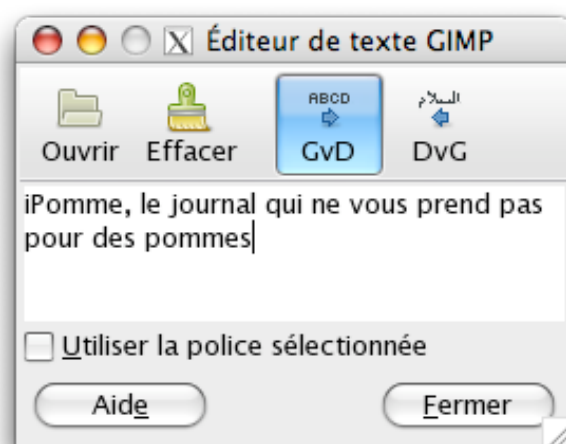 X Éditeur de texte GIMP
ABCD السلام
Ouvrir Effacer GvD DvG
iPomme, le journal qui ne vous prend pas
pour des pommes
Utiliser la police sélectionnée
Aide Fermer